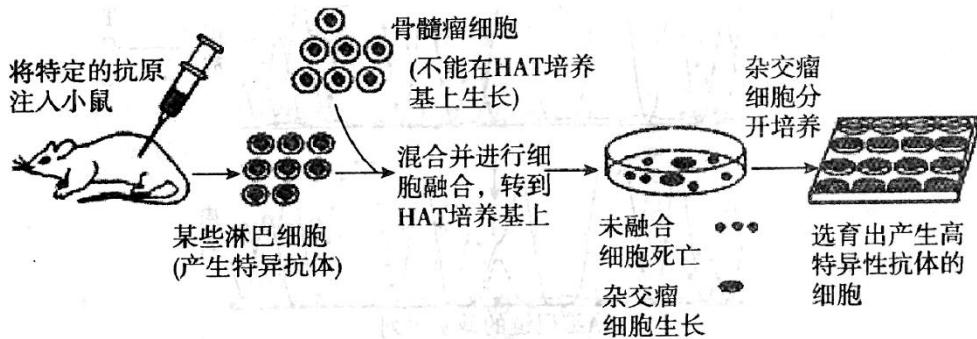 将特定的抗原
注入小鼠
骨髓瘤细胞
(不能在HAT培养
基上生长)
某些淋巴细胞
(产生特异抗体)
混合并进行细
胞融合，转到
HAT培养基上
未融合
细胞死亡
杂交瘤
细胞生长
杂交瘤
细胞分
开培养
选育出产生高
特异性抗体的
细胞